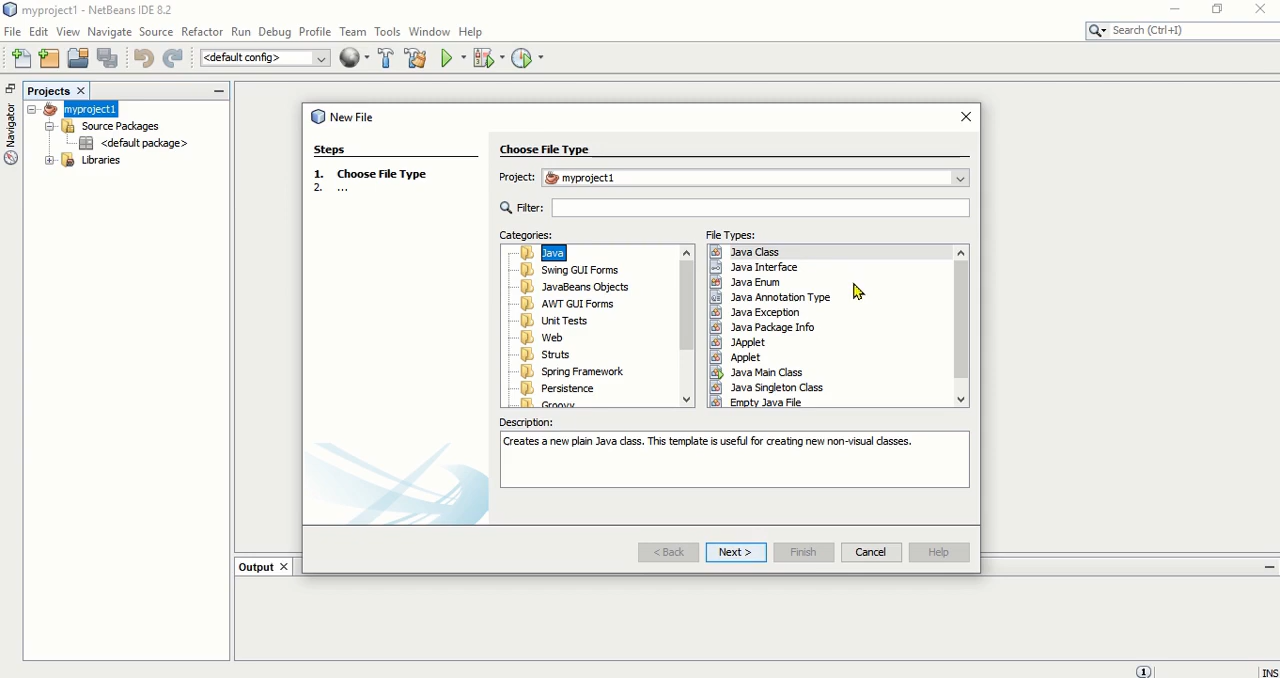 myproject1 - NetBeans IDE 8.2
File Edit View Navigate Source Refactor Run Debug Profile Team Tools Window Help
Search (Ctrl+I)
<default config>
Projects
Navigator
myproject1
Source Packages
<default package>
Libraries
New File
Steps
1. Choose File Type
2. ...
Choose File Type
Project: myproject1
Filter:
Categories:
Java
Swing GUI Forms
JavaBeans Objects
AWT GUI Forms
Unit Tests
Web
Struts
Spring Framework
Persistence
Groovy
File Types:
Java Class
Java Interface
Java Enum
Java Annotation Type
Java Exception
Java Package Info
JApplet
Applet
Java Main Class
Java Singleton Class
Empty Java File
Description:
Creates a new plain Java class. This template is useful for creating new non-visual classes.
< Back Next > Finish Cancel Help
Output
1 INS